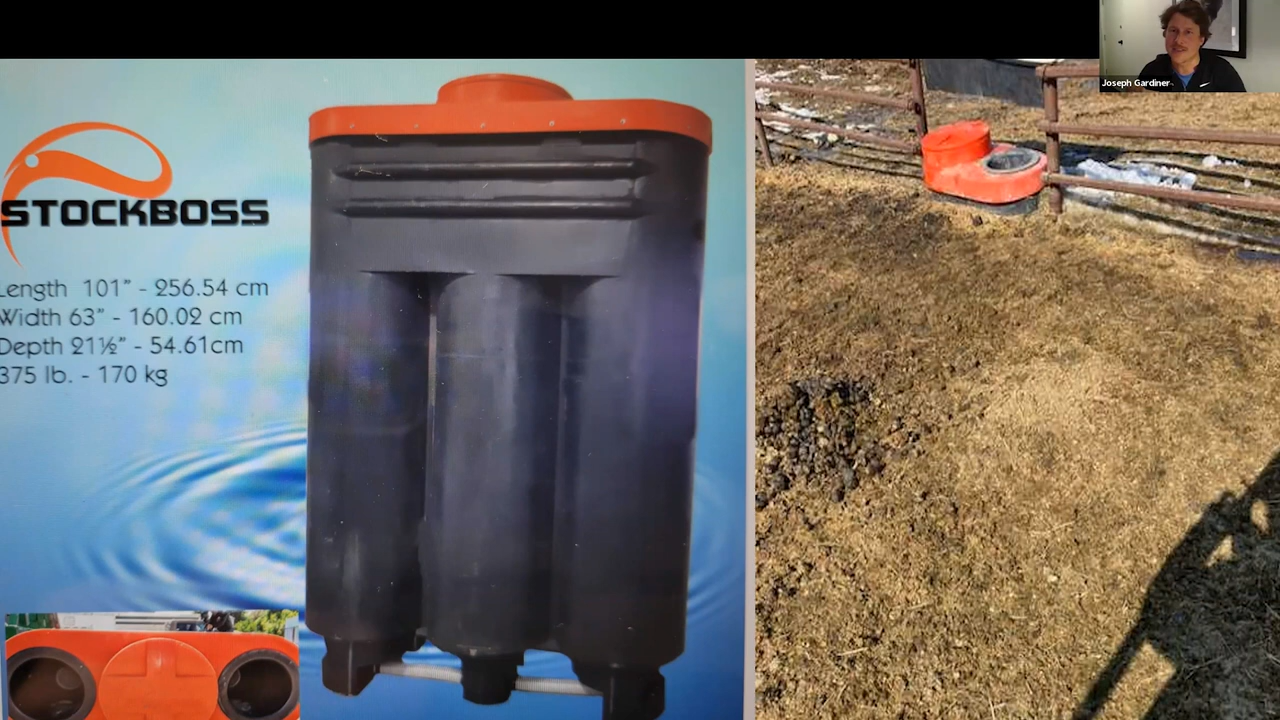 Joseph Gardiner
STOCKBOSS
Length 101" - 256.54 cm
Width 63" - 160.02 cm
Depth 21½" - 54.61cm
375 lb. - 170 kg